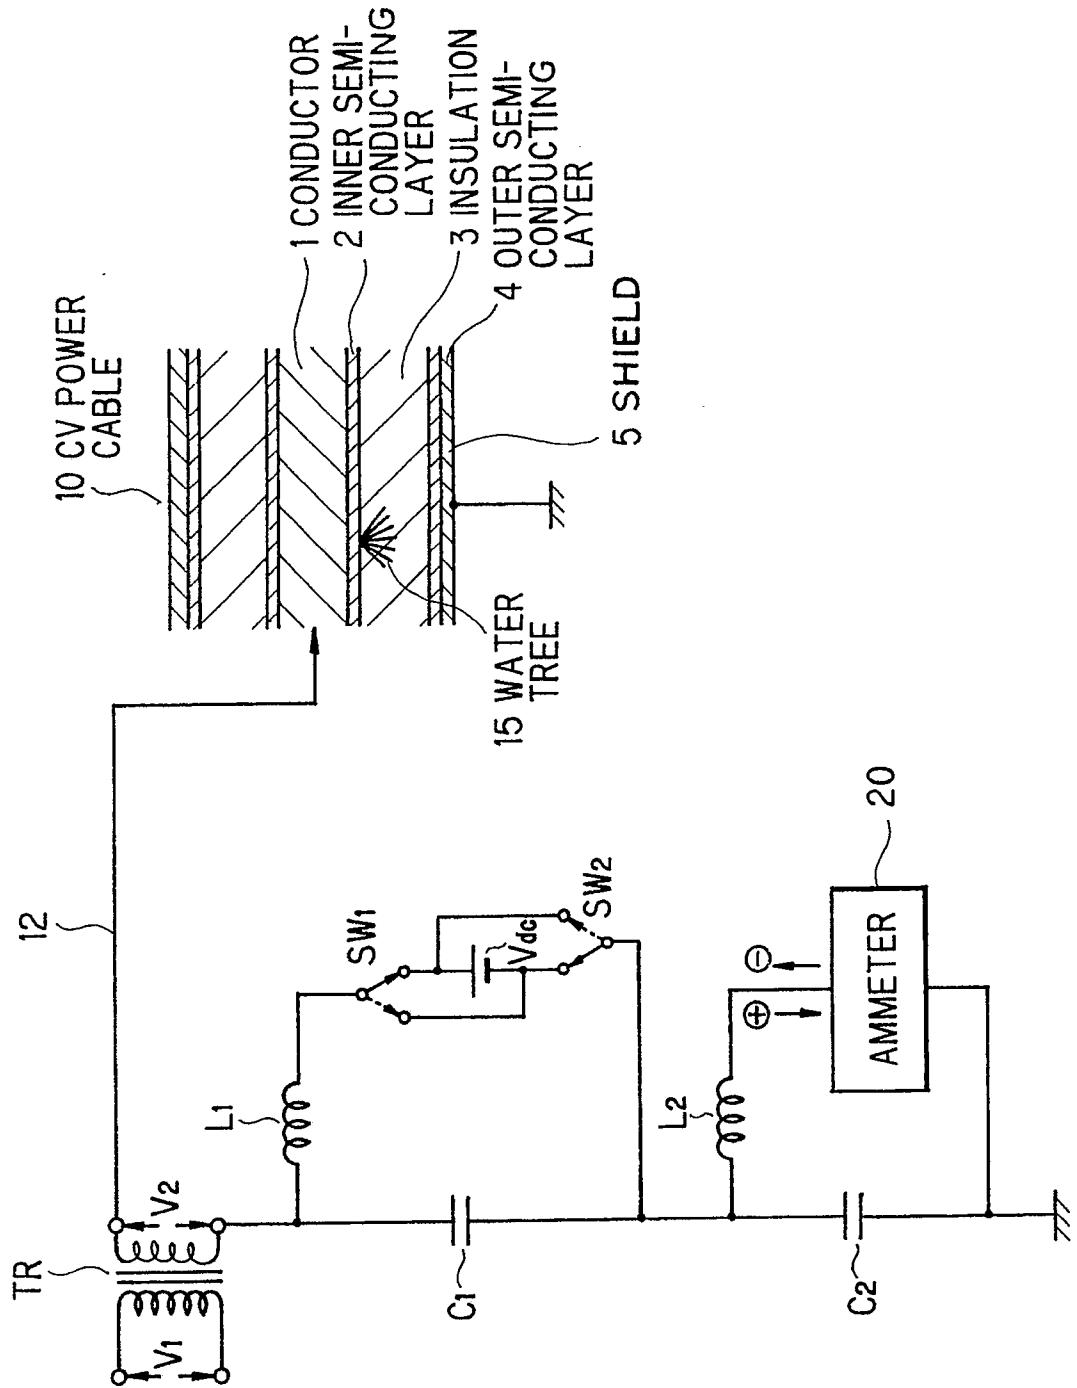 10 CV POWER
CABLE
1 CONDUCTOR
2 INNER SEMI-
CONDUCTING
LAYER
3 INSULATION
4 OUTER SEMI-
CONDUCTING
LAYER
5 SHIELD
15 WATER
TREE
12
TR
V1
V2
L1
SW1
Vdc
SW2
C1
L2
⊕
⊖
20
AMMETER
C2